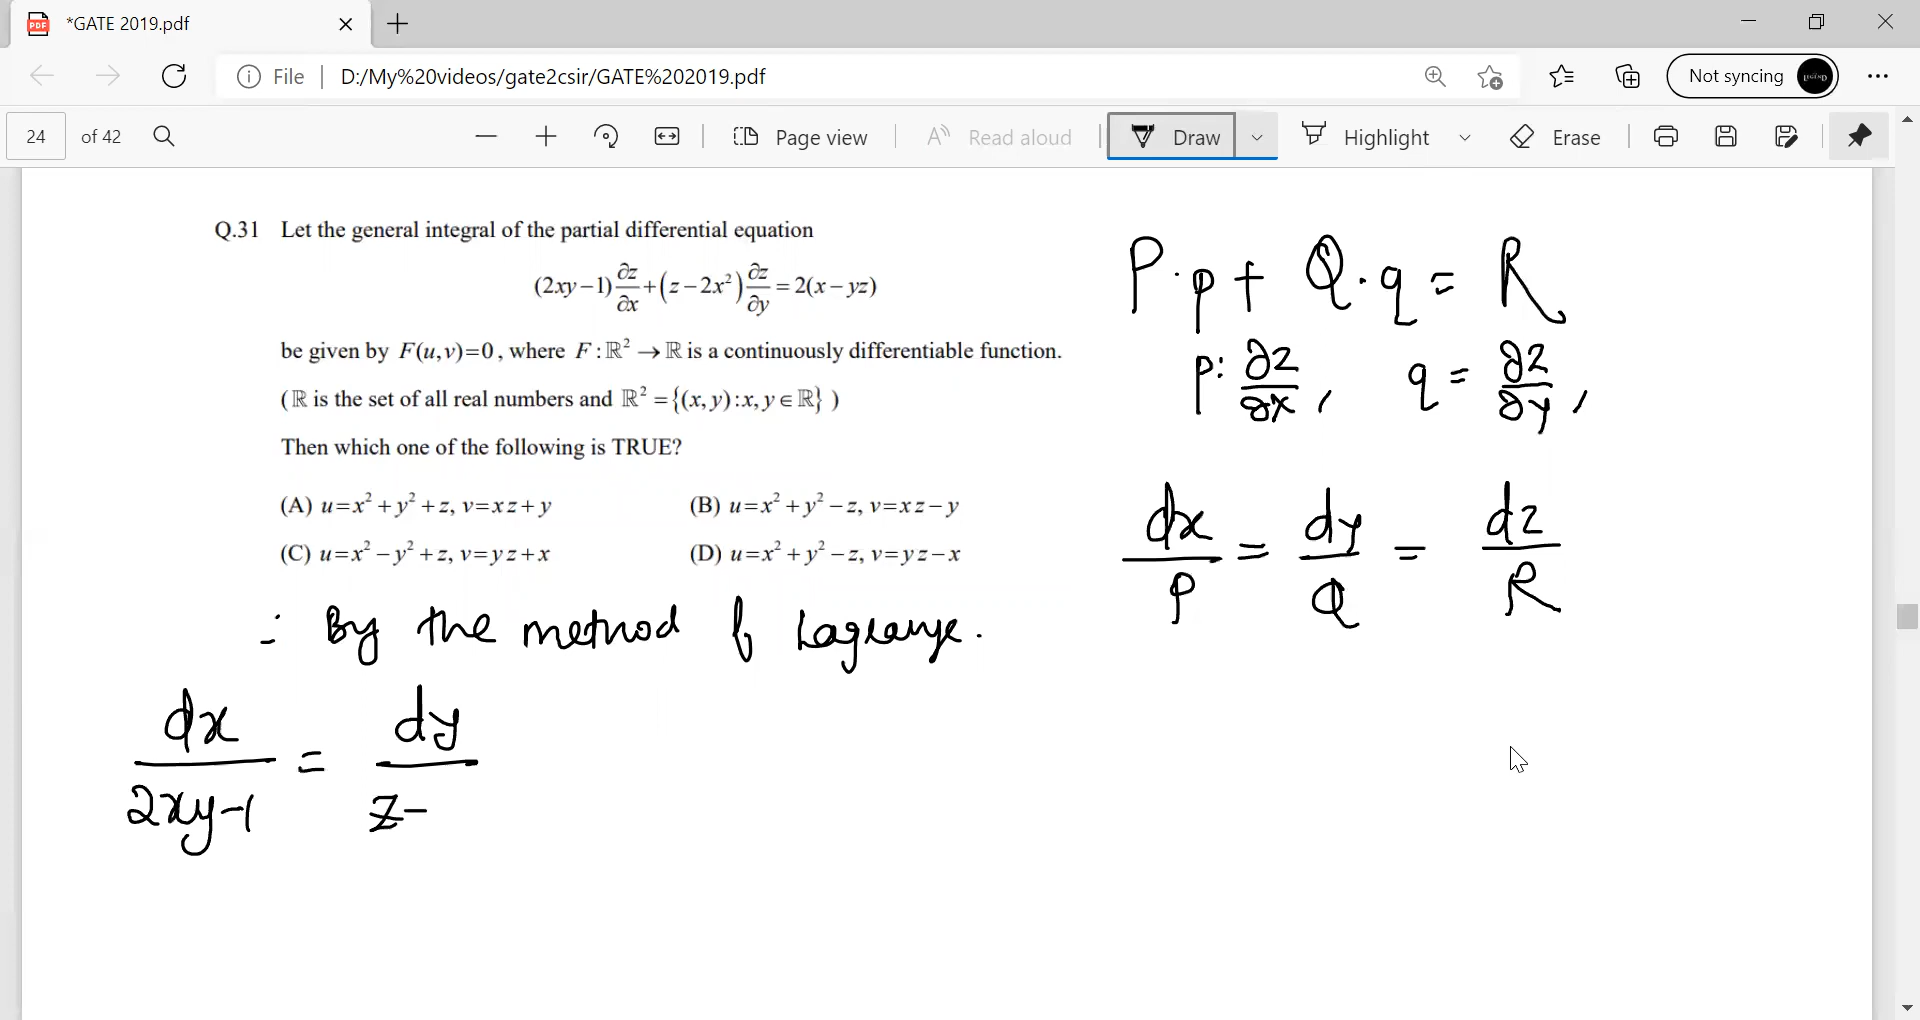 *GATE 2019.pdf
File | D:/My%20videos/gate2csir/GATE%202019.pdf
Not syncing
LEGEND
24 of 42
Page view
Read aloud
Draw
Highlight
Erase
Q.31 Let the general integral of the partial differential equation
(2xy−1) ∂z/∂x + (z−2x²) ∂z/∂y = 2(x−yz)
be given by F(u,v)=0, where F:ℝ² → ℝ is a continuously differentiable function.
(ℝ is the set of all real numbers and ℝ² = {(x,y):x,y∈ℝ} )
Then which one of the following is TRUE?
(A) u=x²+y²+z, v=xz+y (B) u=x²+y²−z, v=xz−y
(C) u=x²−y²+z, v=yz+x (D) u=x²+y²−z, v=yz−x
P·p + Q·q = R,
p: ∂z/∂x, q = ∂z/∂y,
dx/P = dy/Q = dz/R
∴ By the method of Lagrange.
dx/2xy−1 = dy/z−